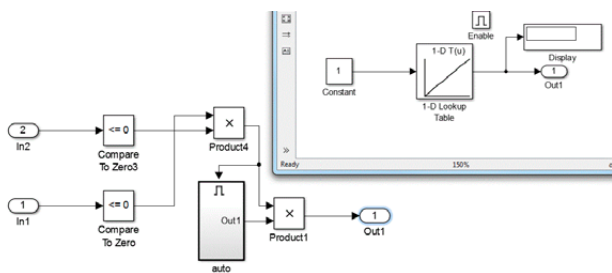 Enable
1-D T(u)
Display
1
Constant
1-D Lookup
Table
1
Out1
»
Ready
150%
2
In2
<= 0
Compare
To Zero3
×
Product4
1
In1
<= 0
Compare
To Zero
Out1
auto
×
Product1
1
Out1